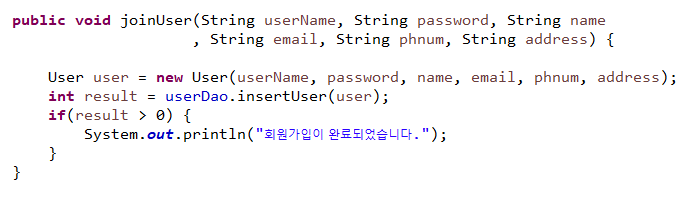 public void joinUser(String userName, String password, String name
, String email, String phnum, String address) {
User user = new User(userName, password, name, email, phnum, address);
int result = userDao.insertUser(user);
if(result > 0) {
System.out.println("회원가입이 완료되었습니다.");
}
}